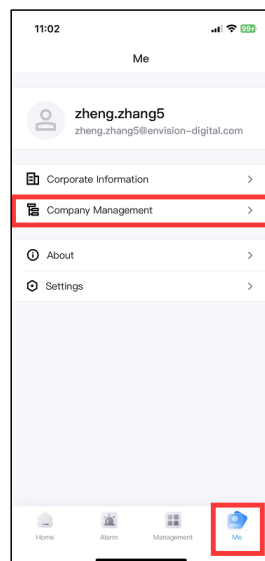 11:02
99+
Me
zheng.zhang5
zheng.zhang5@envision-digital.com
Corporate Information
Company Management
About
Settings
Home Alarm Management Me